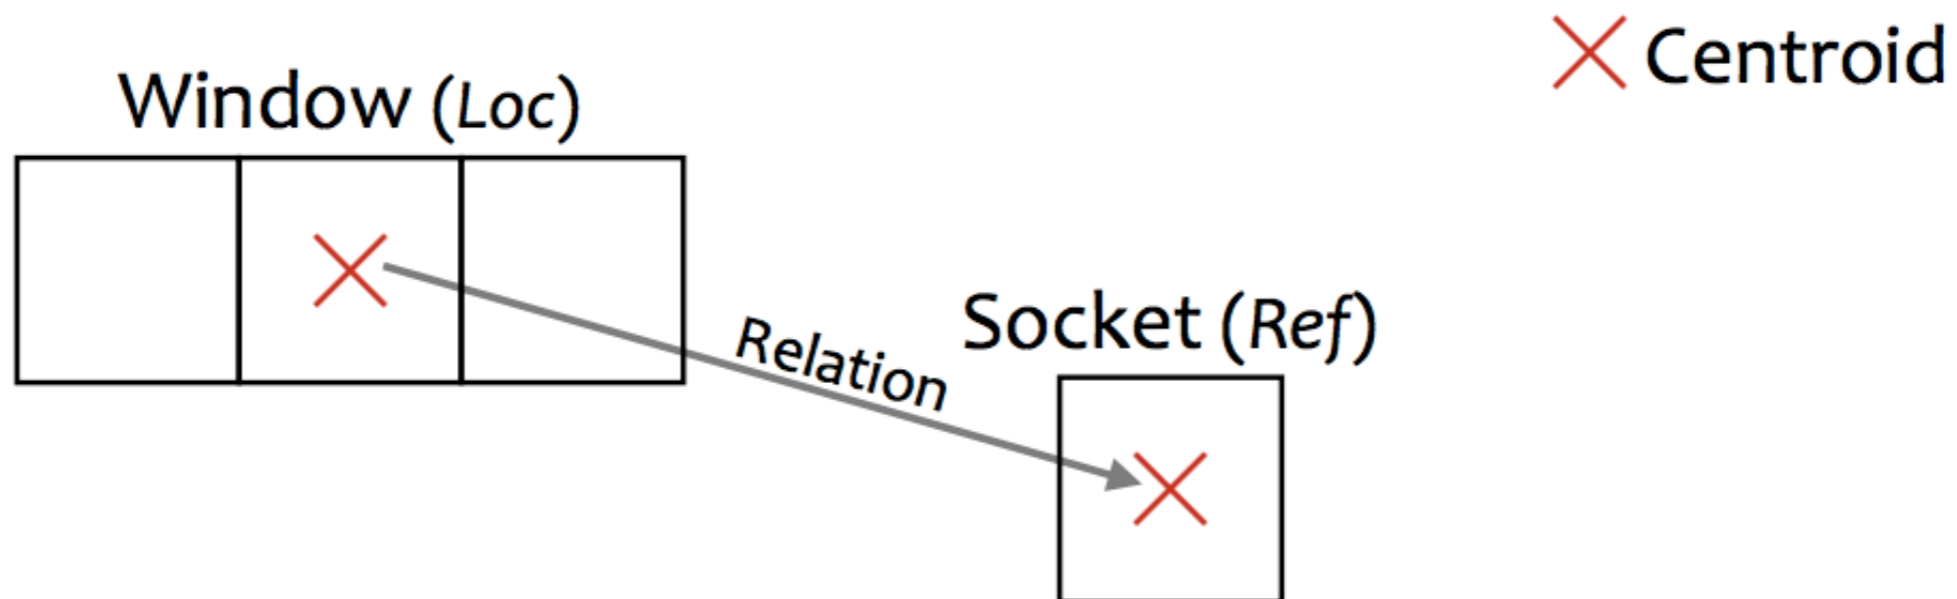 Centroid
Window (Loc)
Socket (Ref)
Relation